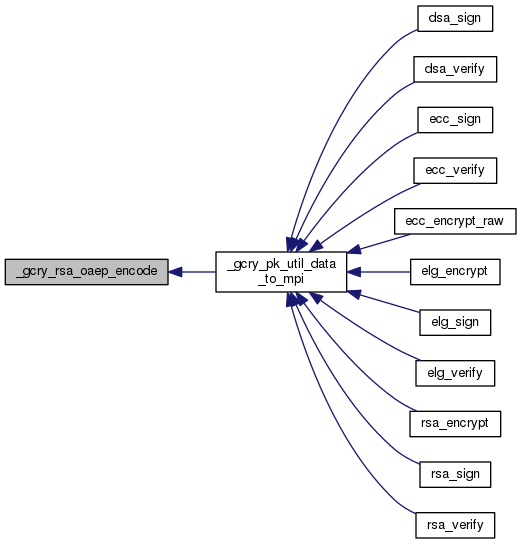 _gcry_rsa_oaep_encode
_gcry_pk_util_data
_to_mpi
dsa_sign
dsa_verify
ecc_sign
ecc_verify
ecc_encrypt_raw
elg_encrypt
elg_sign
elg_verify
rsa_encrypt
rsa_sign
rsa_verify